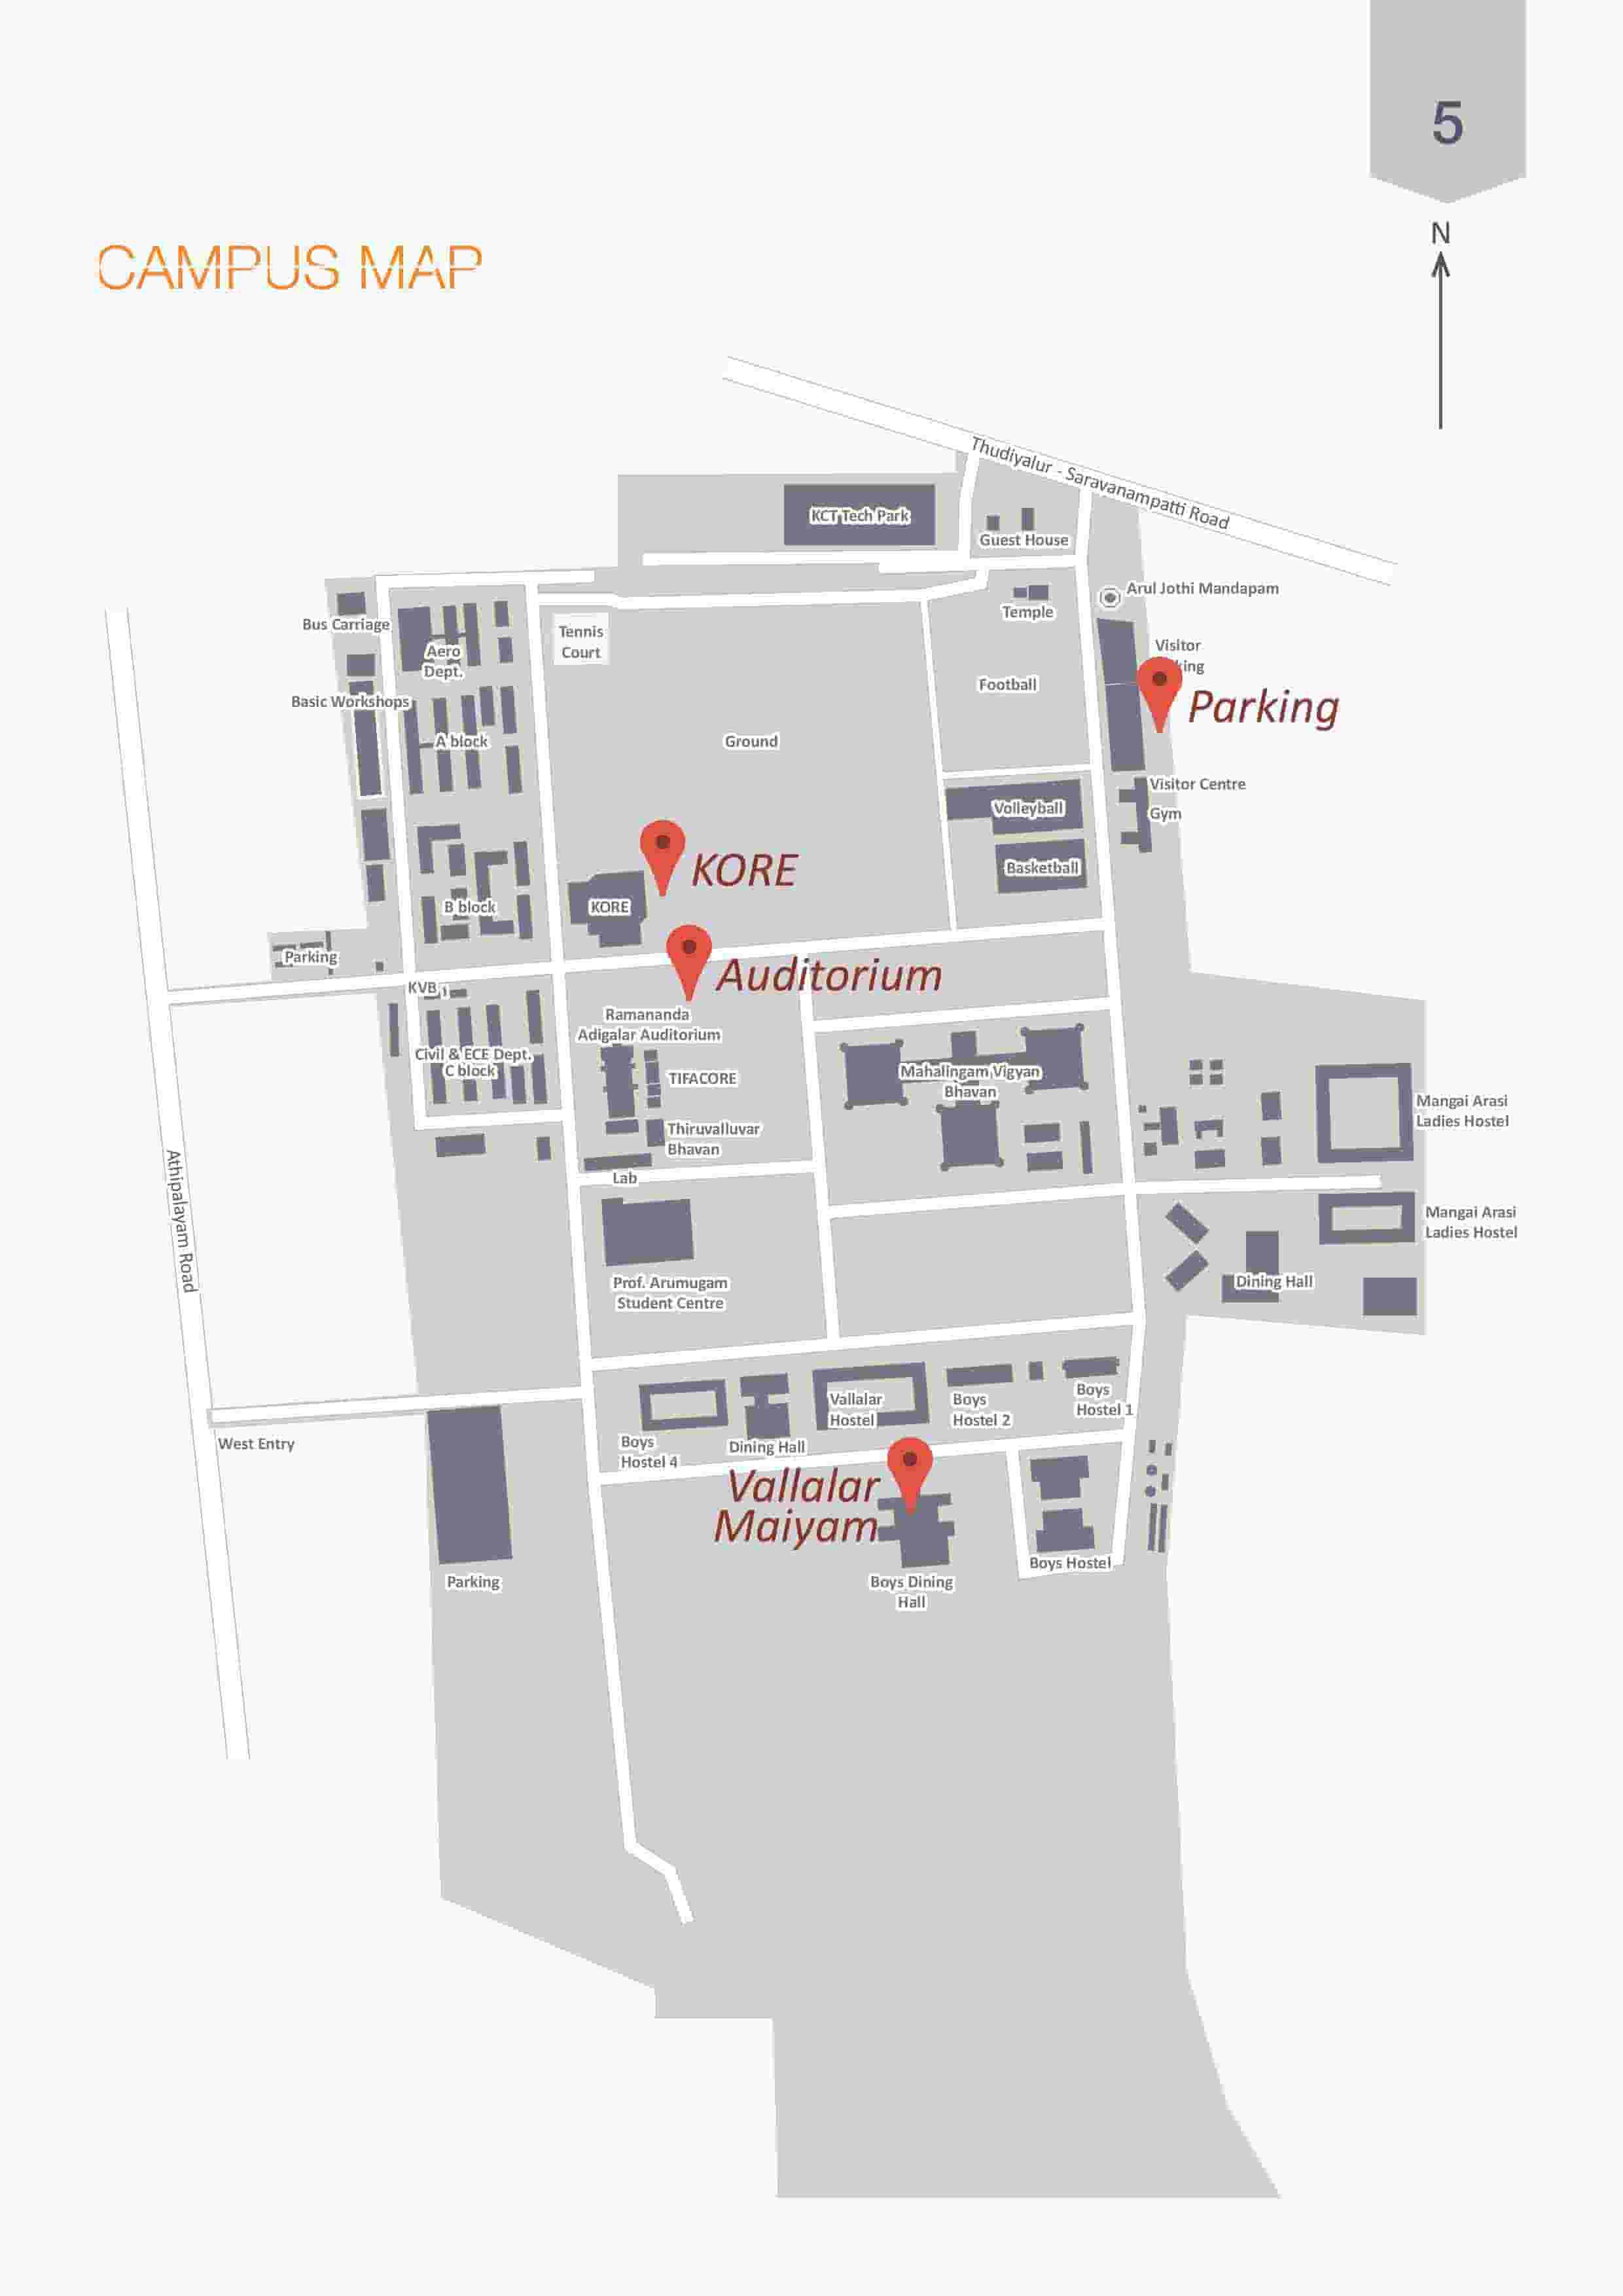 5
N
CAMPUS MAP
Thudiyalur - Saravanampatti Road
KCT Tech Park
Guest House
Arul Jothi Mandapam
Temple
Bus Carriage
Tennis
Court
Aero
Dept.
Visitor
king
Parking
Football
Basic Workshops
A block
Ground
Visitor Centre
Gym
Volleyball
Basketball
KORE
KORE
B block
Parking
Auditorium
KVB
Ramananda
Adigalar Auditorium
Civil & ECE Dept.
C block
TIFACORE
Mahalingam Vigyan
Bhavan
Mangai Arasi
Ladies Hostel
Thiruvalluvar
Bhavan
Lab
Athipalayam Road
Mangai Arasi
Ladies Hostel
Prof. Arumugam
Student Centre
Dining Hall
Vallalar
Hostel
Boys
Hostel 2
Boys
Hostel 1
West Entry
Boys
Hostel 4
Dining Hall
Vallalar
Maiyam
Boys Hostel
Parking
Boys Dining
Hall